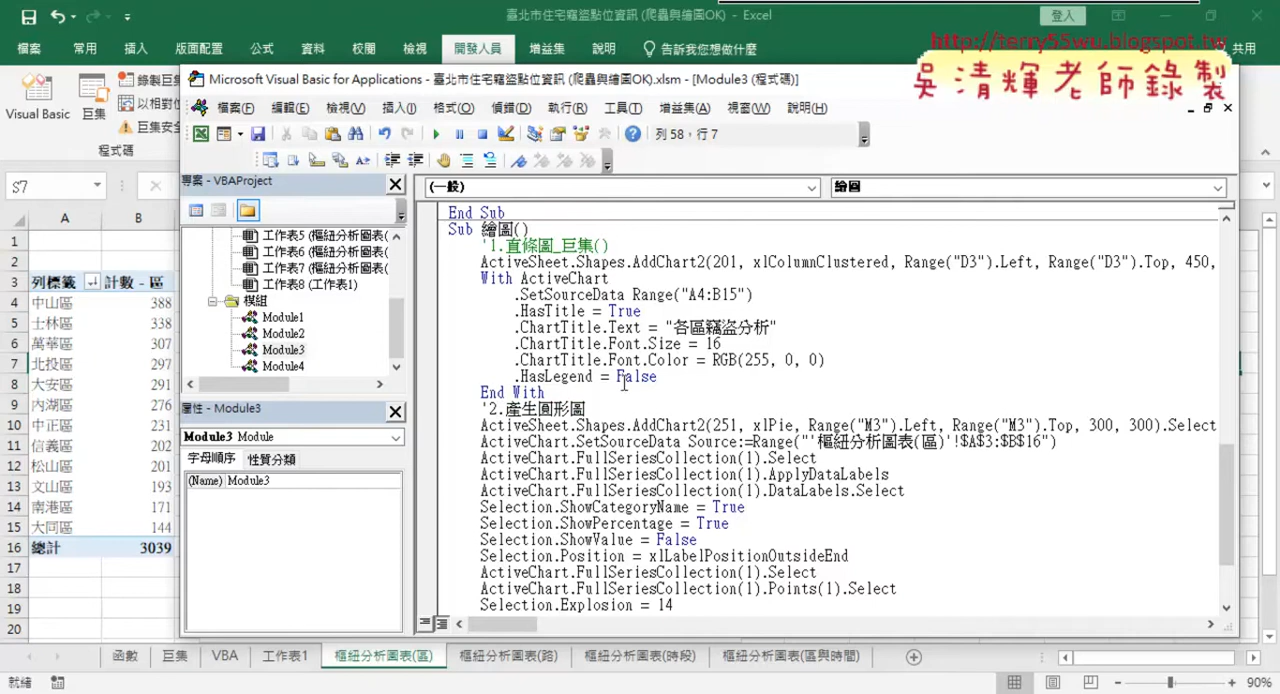 臺北市住宅竊盜點位資訊 (爬蟲與繪圖OK) - Excel
登入
檔案 常用 插入 版面配置 公式 資料 校閱 檢視 開發人員 增益集 說明 告訴我您想做什麼 共用
http://terry55wu.blogspot.tw
吳清輝老師錄製
Visual Basic
巨集
錄製巨集
以相對位
巨集安全
程式碼
Microsoft Visual Basic for Applications - 臺北市住宅竊盜點位資訊 (爬蟲與繪圖OK).xlsm - [Module3 (程式碼)]
檔案(F) 編輯(E) 檢視(V) 插入(I) 格式(O) 偵錯(D) 執行(R) 工具(T) 增益集(A) 視窗(W) 說明(H)
列 58，行 7
S7
專案 - VBAProject
工作表5 (樞紐分析圖表(
工作表6 (樞紐分析圖表(
工作表7 (樞紐分析圖表(
工作表8 (工作表1)
模組
Module1
Module2
Module3
Module4
屬性 - Module3
Module3 Module
字母順序 性質分類
(Name) Module3
(一般) 繪圖
End Sub
Sub 繪圖()
'1.直條圖_巨集()
ActiveSheet.Shapes.AddChart2(201, xlColumnClustered, Range("D3").Left, Range("D3").Top, 450,
With ActiveChart
.SetSourceData Range("A4:B15")
.HasTitle = True
.ChartTitle.Text = "各區竊盜分析"
.ChartTitle.Font.Size = 16
.ChartTitle.Font.Color = RGB(255, 0, 0)
.HasLegend = False
End With
'2.產生圓形圖
ActiveSheet.Shapes.AddChart2(251, xlPie, Range("M3").Left, Range("M3").Top, 300, 300).Select
ActiveChart.SetSourceData Source:=Range("'樞紐分析圖表(區)'!$A$3:$B$16")
ActiveChart.FullSeriesCollection(1).Select
ActiveChart.FullSeriesCollection(1).ApplyDataLabels
ActiveChart.FullSeriesCollection(1).DataLabels.Select
Selection.ShowCategoryName = True
Selection.ShowPercentage = True
Selection.ShowValue = False
Selection.Position = xlLabelPositionOutsideEnd
ActiveChart.FullSeriesCollection(1).Select
ActiveChart.FullSeriesCollection(1).Points(1).Select
Selection.Explosion = 14
A B
1
2
3 列標籤 計數 - 區
4 中山區 388
5 士林區 338
6 萬華區 307
7 北投區 297
8 大安區 291
9 內湖區 276
10 中正區 231
11 信義區 202
12 松山區 201
13 文山區 193
14 南港區 171
15 大同區 144
16 總計 3039
17
18
19
20
函數 巨集 VBA 工作表1 樞紐分析圖表(區) 樞紐分析圖表(路) 樞紐分析圖表(時段) 樞紐分析圖表(區與時間)
就緒
90%